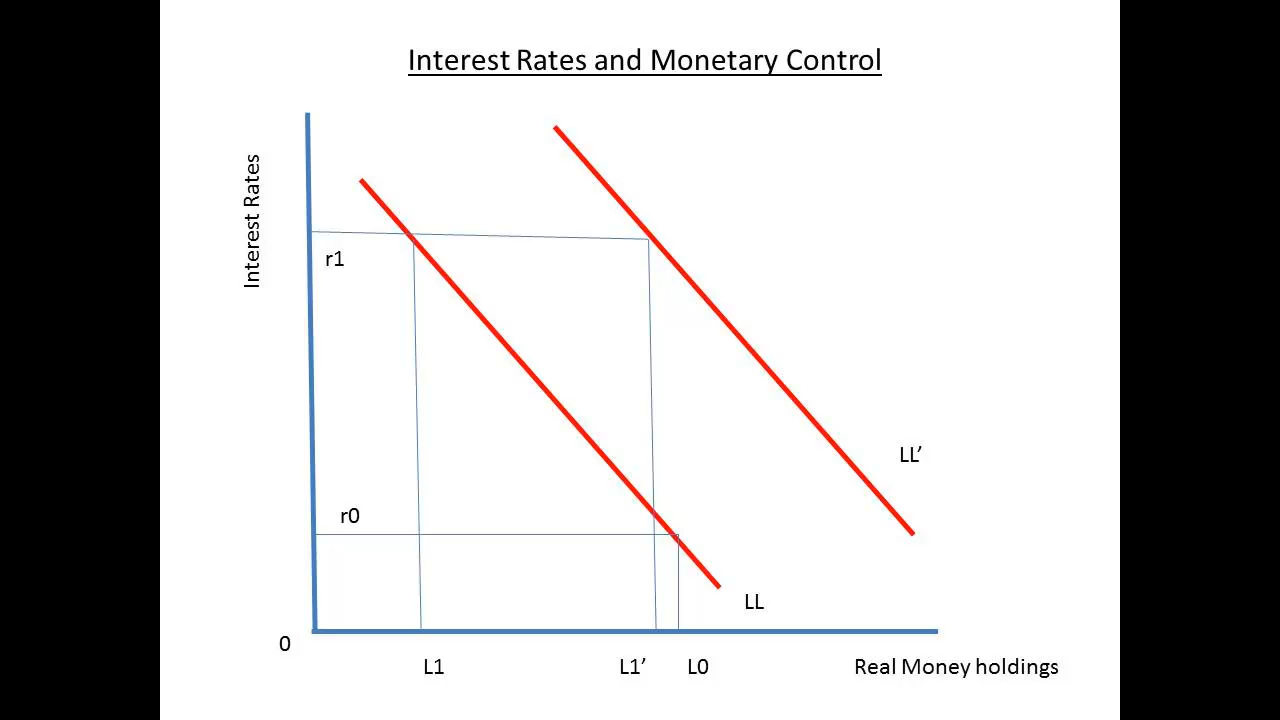 Interest Rates and Monetary Control
Interest Rates
r1
LL’
r0
LL
0
L1
L1’
L0
Real Money holdings